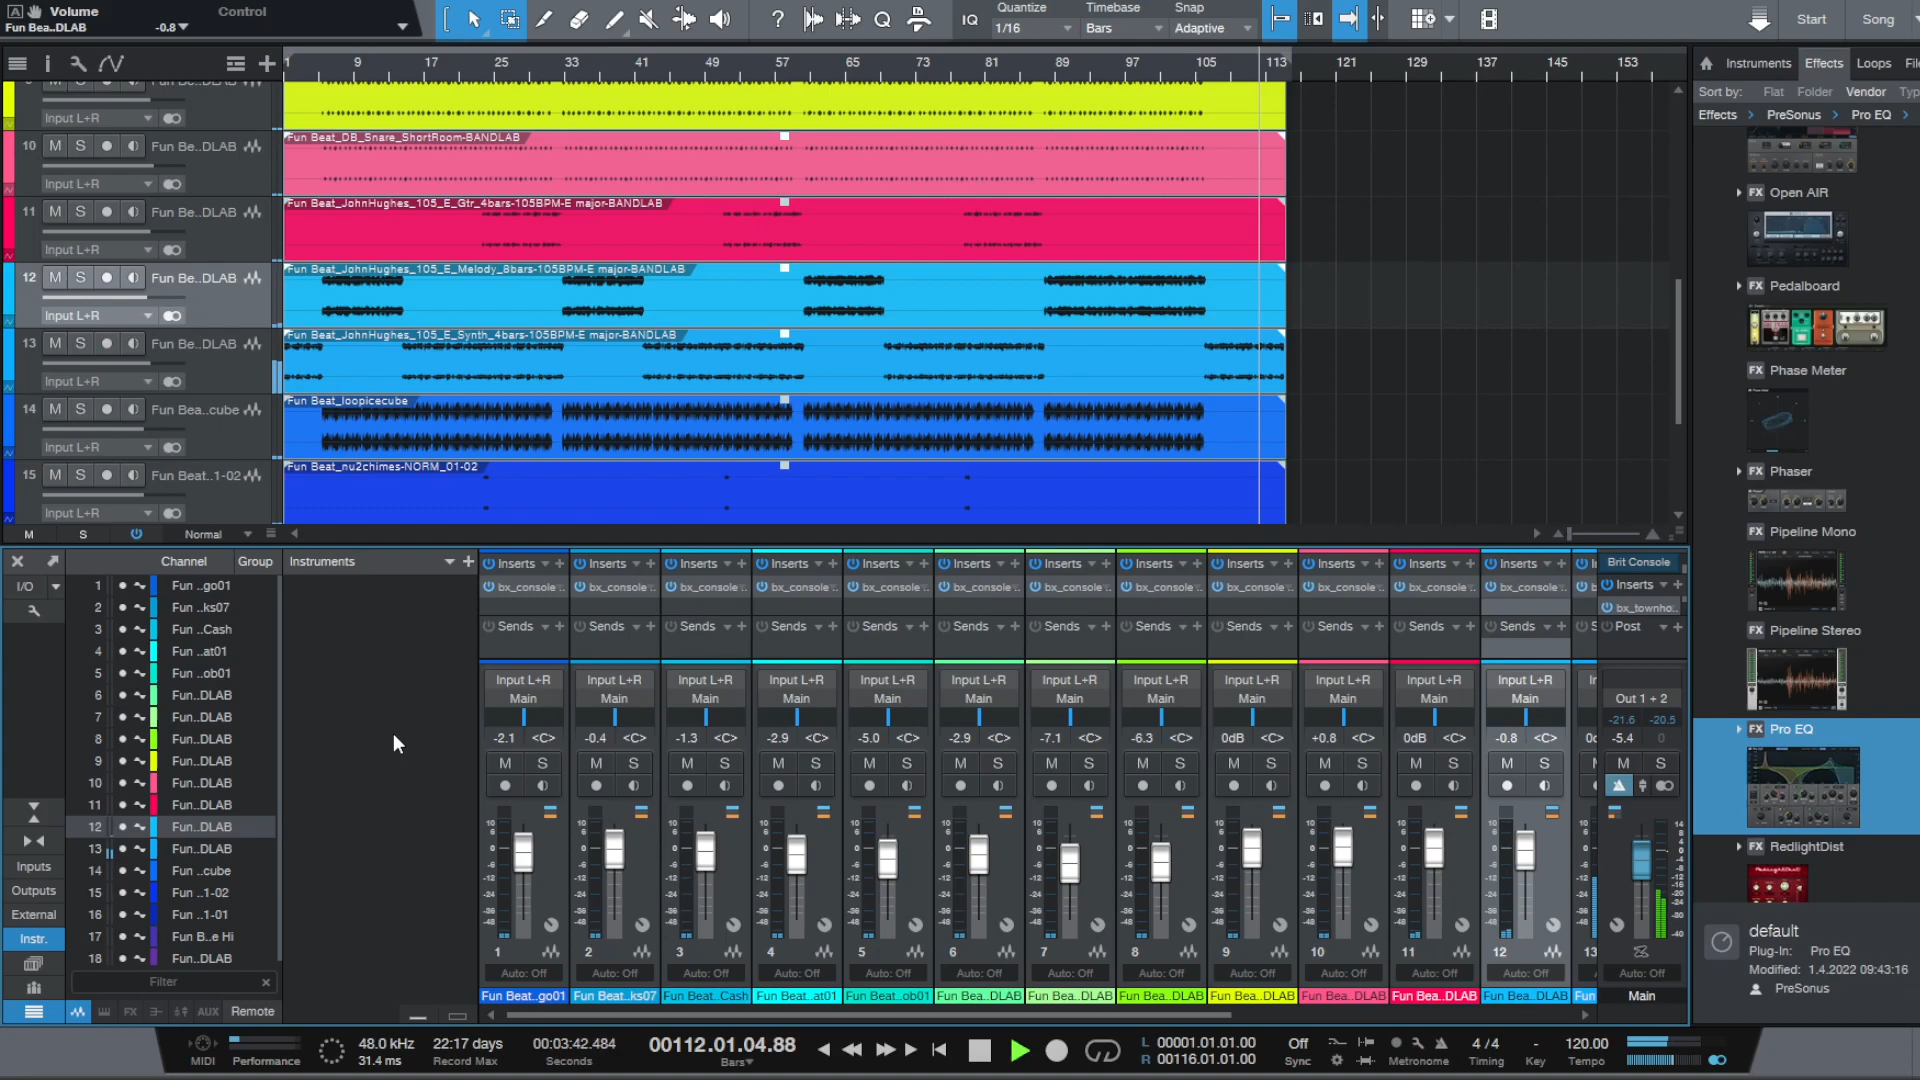 Volume Control
Fun Bea..DLAB -0.8
IQ Quantize Timebase Snap
1/16 Bars Adaptive
Start Song
1 9 17 25 33 41 49 57 65 73 81 89 97 105 113 121 129 137 145 153
Instruments Effects Loops
Sort by: Flat Folder Vendor
Effects PreSonus Pro EQ
Input L+R
10 M S Fun Be..DLAB
Input L+R
11 M S Fun Be..DLAB
Input L+R
12 M S Fun Be..DLAB
Input L+R
13 M S Fun Be..DLAB
Input L+R
14 M S Fun Bea..cube
Input L+R
15 M S Fun Beat..1-02
Input L+R
Fun Beat_DB_Snare_ShortRoom-BANDLAB
Fun Beat_JohnHughes_105_E_Gtr_4bars-105BPM-E major-BANDLAB
Fun Beat_JohnHughes_105_E_Melody_8bars-105BPM-E major-BANDLAB
Fun Beat_JohnHughes_105_E_Synth_4bars-105BPM-E major-BANDLAB
Fun Beat_loopicecube
Fun Beat_nu2chimes-NORM_01-02
M S Normal
FX Open AIR
FX Pedalboard
FX Phase Meter
FX Phaser
FX Pipeline Mono
FX Pipeline Stereo
FX Pro EQ
FX RedlightDist
default
Plug-In: Pro EQ
Modified: 1.4.2022 09:43:16
PreSonus
Channel Group Instruments
I/O
1 Fun ..go01
2 Fun ..ks07
3 Fun ..Cash
4 Fun ..at01
5 Fun ..ob01
6 Fun..DLAB
7 Fun..DLAB
8 Fun..DLAB
9 Fun..DLAB
10 Fun..DLAB
11 Fun..DLAB
12 Fun..DLAB
13 Fun..DLAB
14 Fun ..cube
15 Fun ..1-02
16 Fun ..1-01
17 Fun B..e Hi
18 Fun..DLAB
Inputs
Outputs
External
Instr.
Filter
FX AUX Remote
Inserts Inserts Inserts Inserts Inserts Inserts Inserts Inserts Inserts Inserts Inserts Inserts
bx_console bx_console bx_console bx_console bx_console bx_console bx_console bx_console bx_console bx_console bx_console bx_console
Sends Sends Sends Sends Sends Sends Sends Sends Sends Sends Sends Sends
Brit Console
Inserts
bx_townho..
Post
Input L+R Input L+R Input L+R Input L+R Input L+R Input L+R Input L+R Input L+R Input L+R Input L+R Input L+R Input L+R
Main Main Main Main Main Main Main Main Main Main Main Main Out 1 + 2
-21.6 -20.5
-2.1 <C> -0.4 <C> -1.3 <C> -2.9 <C> -5.0 <C> -2.9 <C> -7.1 <C> -6.3 <C> 0dB <C> +0.8 <C> 0dB <C> -0.8 <C> -5.4 0
M S M S M S M S M S M S M S M S M S M S M S M S M S
1 2 3 4 5 6 7 8 9 10 11 12 13
Auto: Off Auto: Off Auto: Off Auto: Off Auto: Off Auto: Off Auto: Off Auto: Off Auto: Off Auto: Off Auto: Off Auto: Off Auto: Off
Fun Beat..go01 Fun Beat..ks07 Fun Beat..Cash Fun Beat..at01 Fun Beat..ob01 Fun Bea..DLAB Fun Bea..DLAB Fun Bea..DLAB Fun Bea..DLAB Fun Bea..DLAB Fun Bea..DLAB Fun Bea..DLAB Fun Main
MIDI Performance
48.0 kHz
31.4 ms
22:17 days
Record Max
00:03:42.484
Seconds
00112.01.04.88
Bars
L 00001.01.01.00
R 00116.01.01.00
Off
Sync
Metronome
4 / 4
Timing
-
Key
120.00
Tempo